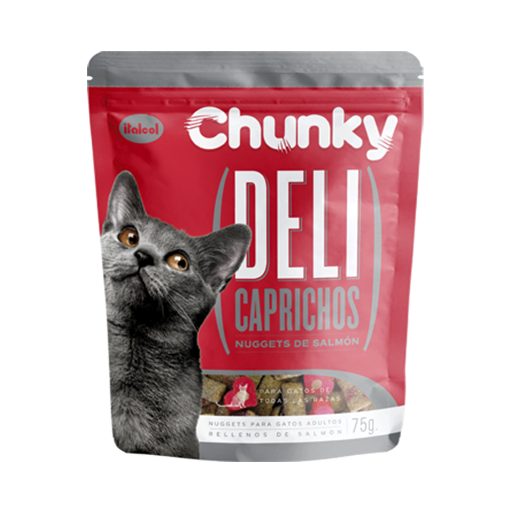 italcol
Chunky
DELI
CAPRICHOS
NUGGETS DE SALMÓN
PARA GATOS DE
TODAS LAS RAZAS
NUGGETS PARA GATOS ADULTOS
RELLENOS DE SALMÓN
75g.